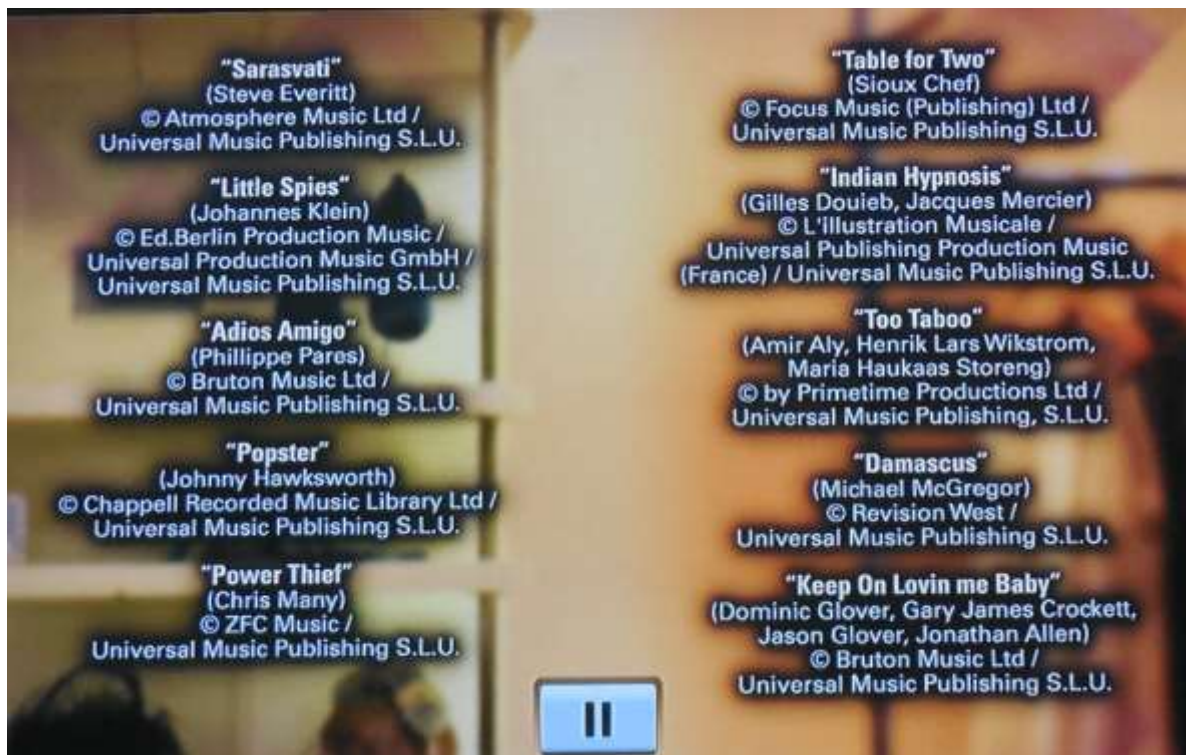 "Sarasvati"
(Steve Everitt)
© Atmosphere Music Ltd /
Universal Music Publishing S.L.U.
"Little Spies"
(Johannes Klein)
© Ed.Berlin Production Music /
Universal Production Music GmbH /
Universal Music Publishing S.L.U.
"Adios Amigo"
(Phillippe Pares)
© Bruton Music Ltd /
Universal Music Publishing S.L.U.
"Popster"
(Johnny Hawksworth)
© Chappell Recorded Music Library Ltd /
Universal Music Publishing S.L.U.
"Power Thief"
(Chris Many)
© ZFC Music /
Universal Music Publishing S.L.U.
"Table for Two"
(Sioux Chef)
© Focus Music (Publishing) Ltd /
Universal Music Publishing S.L.U.
"Indian Hypnosis"
(Gilles Douieb, Jacques Mercier)
© L'illustration Musicale /
Universal Publishing Production Music
(France) / Universal Music Publishing S.L.U.
"Too Taboo"
(Amir Aly, Henrik Lars Wikstrom,
Maria Haukaas Storeng)
© by Primetime Productions Ltd /
Universal Music Publishing, S.L.U.
"Damascus"
(Michael McGregor)
© Revision West /
Universal Music Publishing S.L.U.
"Keep On Lovin me Baby"
(Dominic Glover, Gary James Crockett,
Jason Glover, Jonathan Allen)
© Bruton Music Ltd /
Universal Music Publishing S.L.U.